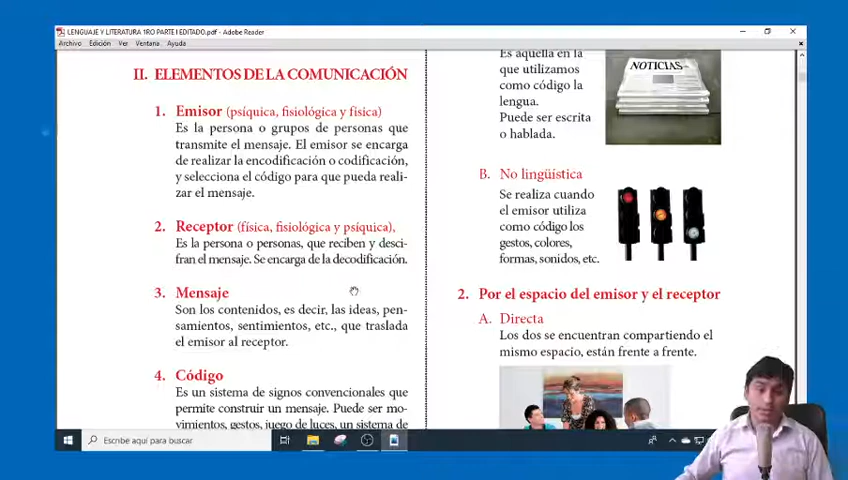 LENGUAJE Y LITERATURA 1RO PARTE I EDITADO.pdf - Adobe Reader
Archivo Edición Ver Ventana Ayuda
II. ELEMENTOS DE LA COMUNICACIÓN
1. Emisor (psíquica, fisiológica y física)
Es la persona o grupos de personas que
transmite el mensaje. El emisor se encarga
de realizar la encodificación o codificación,
y selecciona el código para que pueda reali-
zar el mensaje.
2. Receptor (física, fisiológica y psíquica),
Es la persona o personas, que reciben y desci-
fran el mensaje. Se encarga de la decodificación.
3. Mensaje
Son los contenidos, es decir, las ideas, pen-
samientos, sentimientos, etc., que traslada
el emisor al receptor.
4. Código
Es un sistema de signos convencionales que
permite construir un mensaje. Puede ser mo-
vimientos, gestos, juego de luces, un sistema de
Es aquella en la
que utilizamos
como código la
lengua.
Puede ser escrita
o hablada.
NOTICIAS
B. No lingüistica
Se realiza cuando
el emisor utiliza
como código los
gestos, colores,
formas, sonidos, etc.
2. Por el espacio del emisor y el receptor
A. Directa
Los dos se encuentran compartiendo el
mismo espacio, están frente a frente.
Escribe aquí para buscar